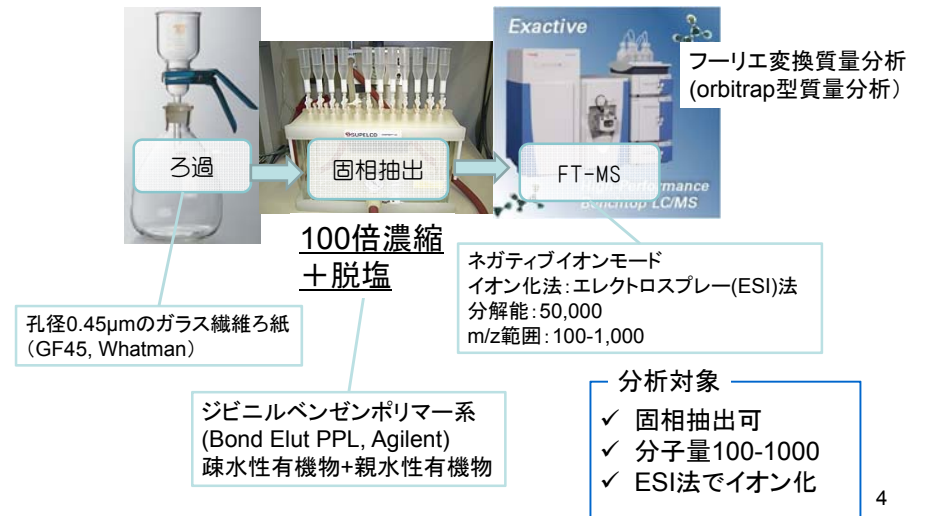 Exactive
フーリエ変換質量分析
(orbitrap型質量分析）
SUPELCO
ろ過
固相抽出
FT-MS
High Performance
Benchtop LC/MS
100倍濃縮
＋脱塩
ネガティブイオンモード
イオン化法：エレクトロスプレー(ESI)法
分解能：50,000
m/z範囲：100-1,000
孔径0.45μmのガラス繊維ろ紙
（GF45, Whatman）
ジビニルベンゼンポリマー系
(Bond Elut PPL, Agilent)
疎水性有機物+親水性有機物
分析対象
✓ 固相抽出可
✓ 分子量100-1000
✓ ESI法でイオン化
4